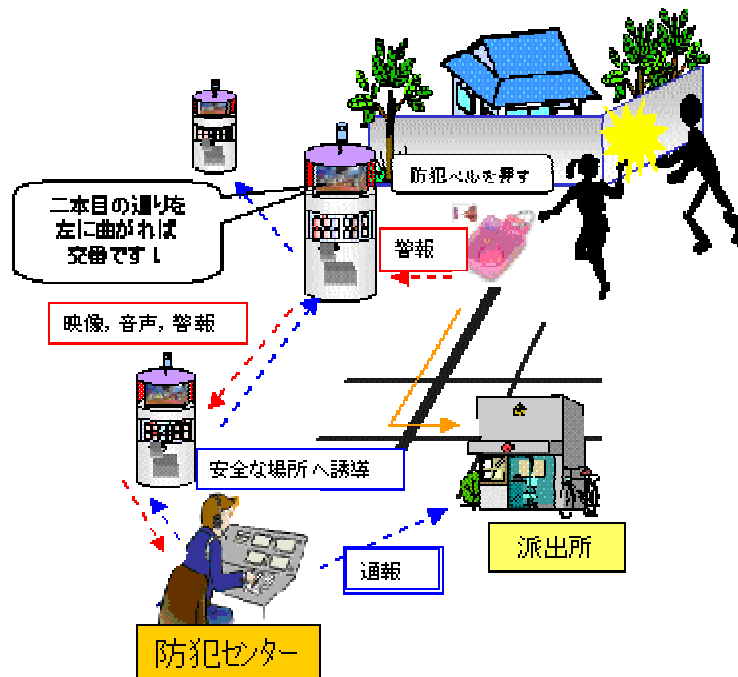 防犯ベルを押す
二本目の通りを
左に曲がれば
交番です！
警報
映像，音声，警報
安全な場所へ誘導
通報
派出所
防犯センター